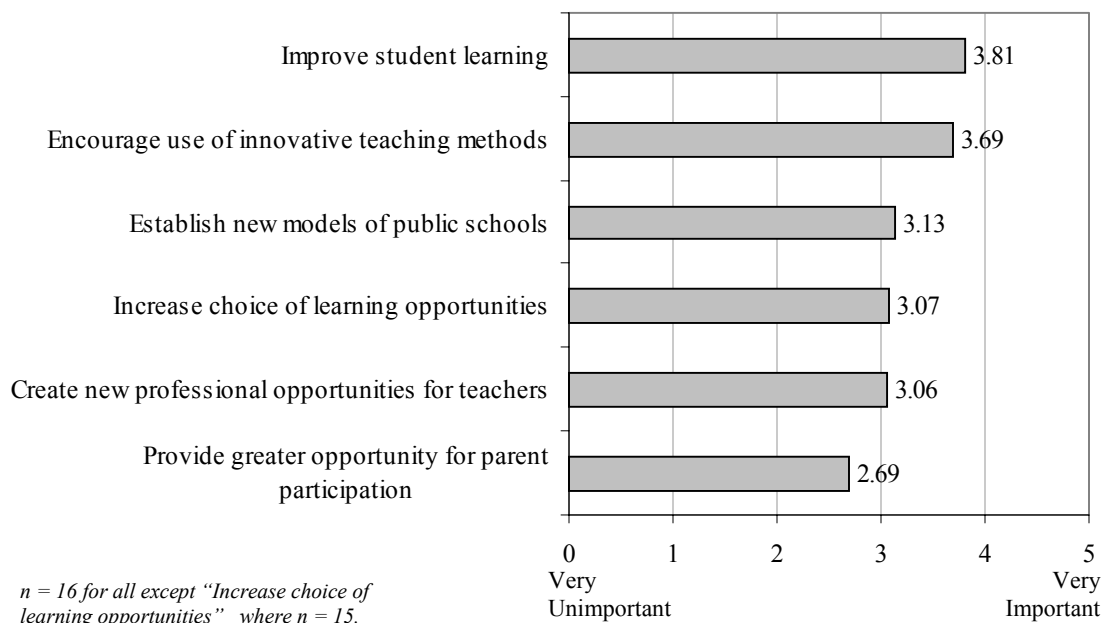 Improve student learning
3.81
Encourage use of innovative teaching methods
3.69
Establish new models of public schools
3.13
Increase choice of learning opportunities
3.07
Create new professional opportunities for teachers
3.06
Provide greater opportunity for parent
participation
2.69
0 1 2 3 4 5
Very Unimportant
Very Important
n = 16 for all except “Increase choice of
learning opportunities” where n = 15.